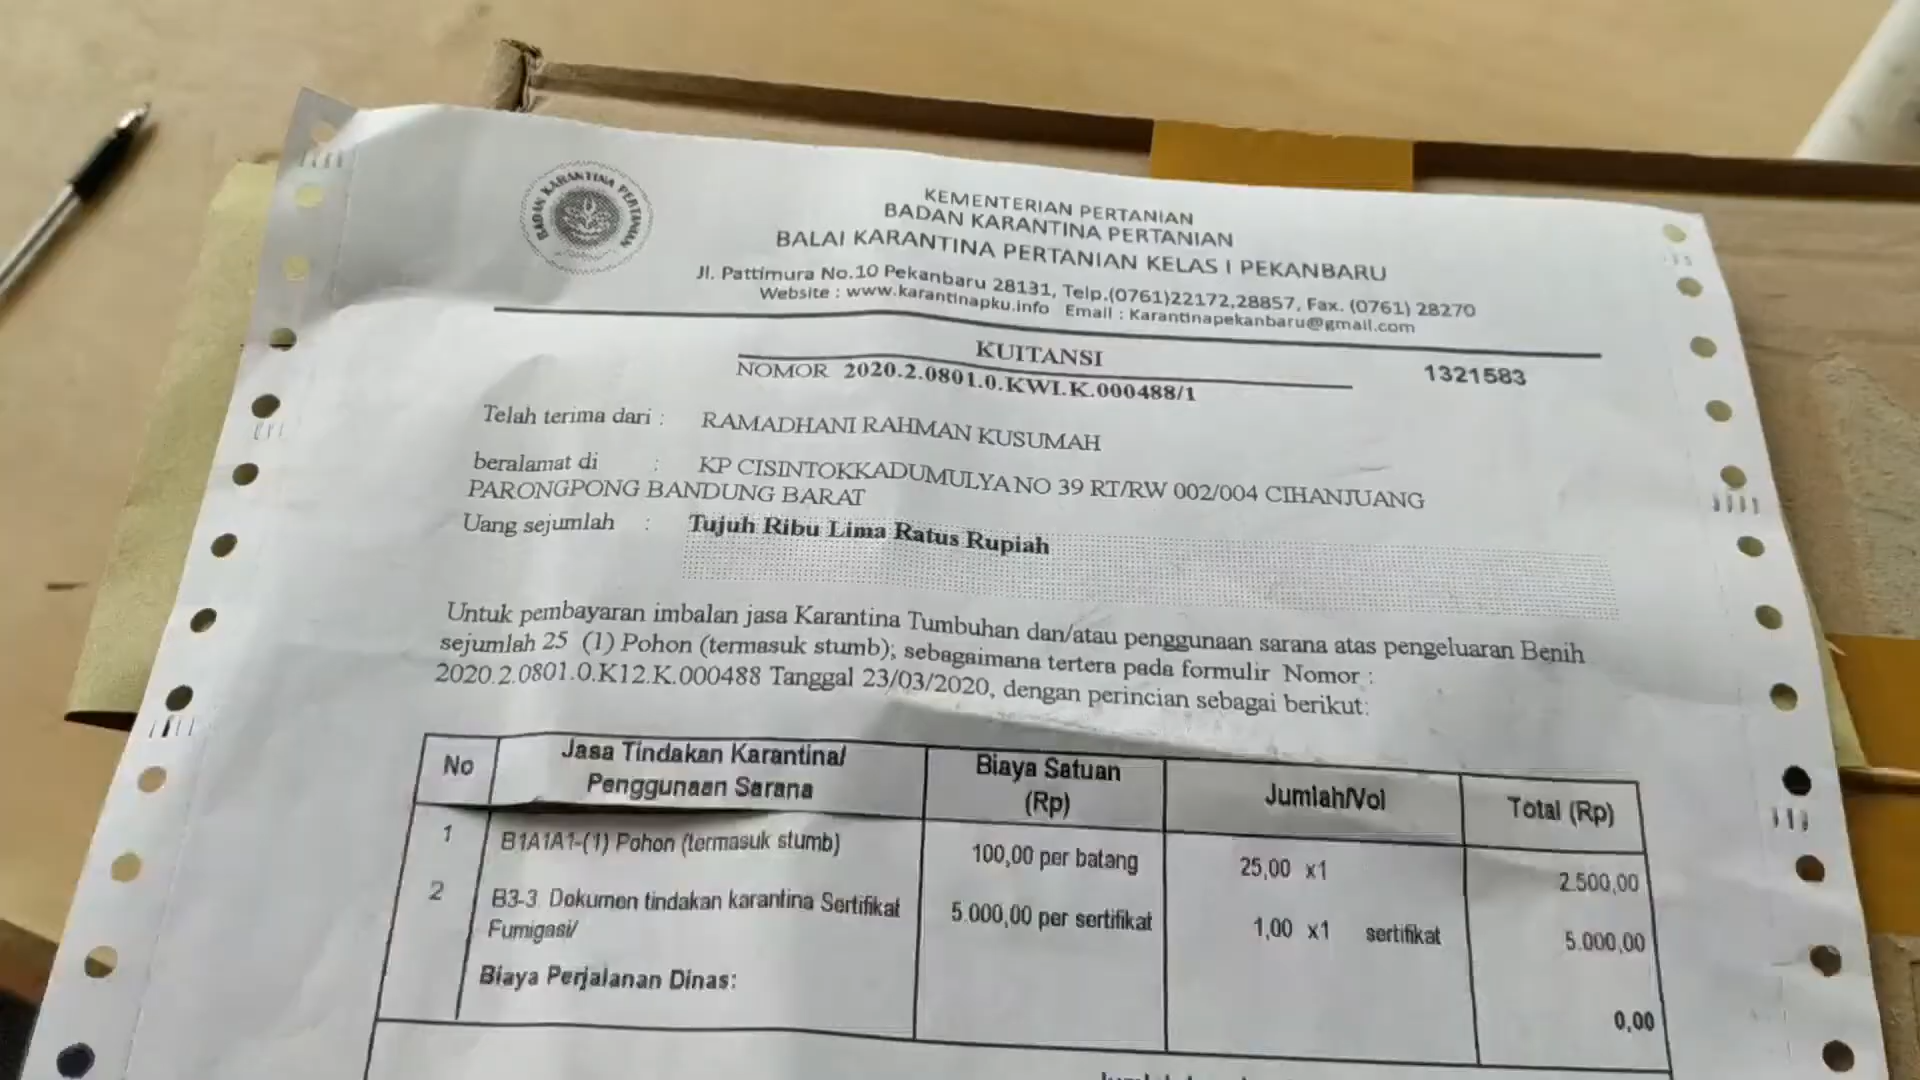 BADAN KARANTINA PERTANIAN
KEMENTERIAN PERTANIAN
BADAN KARANTINA PERTANIAN
BALAI KARANTINA PERTANIAN KELAS I PEKANBARU
Jl. Pattimura No.10 Pekanbaru 28131, Telp.(0761)22172,28857, Fax. (0761) 28270
Website : www.karantinapku.info Email : Karantinapekanbaru@gmail.com
KUITANSI
1321583
NOMOR 2020.2.0801.0.KWI.K.000488/1
Telah terima dari : RAMADHANI RAHMAN KUSUMAH
beralamat di : KP CISINTOKKADUMULYA NO 39 RT/RW 002/004 CIHANJUANG
PARONGPONG BANDUNG BARAT
Uang sejumlah : Tujuh Ribu Lima Ratus Rupiah
Untuk pembayaran imbalan jasa Karantina Tumbuhan dan/atau penggunaan sarana atas pengeluaran Benih
sejumlah 25 (1) Pohon (termasuk stumb); sebagaimana tertera pada formulir Nomor :
2020.2.0801.0.K12.K.000488 Tanggal 23/03/2020, dengan perincian sebagai berikut:
No Jasa Tindakan Karantina/ Penggunaan Sarana Biaya Satuan (Rp) Jumlah/Vol Total (Rp)
1 B1A1A1-(1) Pohon (termasuk stumb) 100,00 per batang 25,00 x1 2.500,00
2 B3-3. Dokumen tindakan karantina Sertifikat 5.000,00 per sertifikat 1,00 x1 sertifikat 5.000,00
Fumigasi/
Biaya Perjalanan Dinas: 0,00